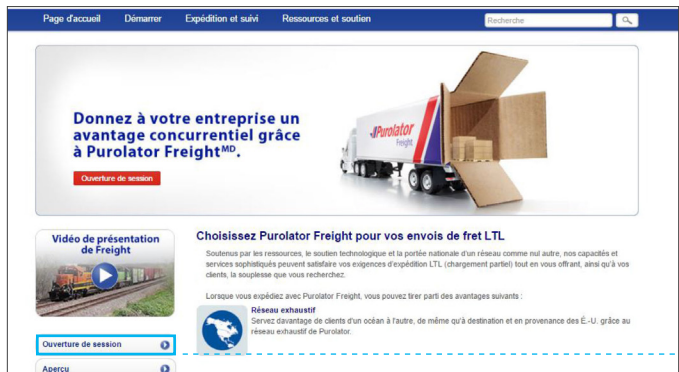 Page d'accueil Démarrer Expédition et suivi Ressources et soutien Recherche
Donnez à votre entreprise un
avantage concurrentiel grâce
à Purolator Freight^MD.
Ouverture de session
Purolator
Freight
Vidéo de présentation
de Freight
Choisissez Purolator Freight pour vos envois de fret LTL
Soutenus par les ressources, le soutien technologique et la portée nationale d'un réseau comme nul autre, nos capacités et
services sophistiqués peuvent satisfaire vos exigences d'expédition LTL (chargement partiel) tout en vous offrant, ainsi qu'à vos
clients, la souplesse que vous recherchez.
Lorsque vous expédiez avec Purolator Freight, vous pouvez tirer parti des avantages suivants :
Réseau exhaustif
Servez davantage de clients d'un océan à l'autre, de même qu'à destination et en provenance des É.-U. grâce au
réseau exhaustif de Purolator.
Ouverture de session
Aperçu